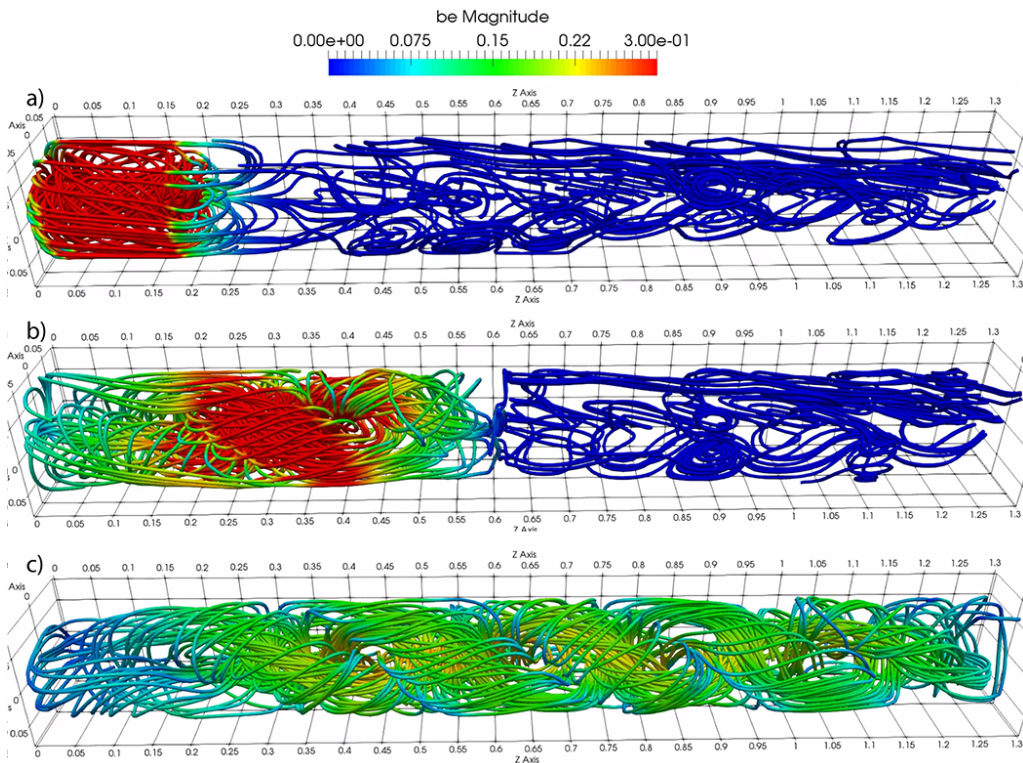 be Magnitude
0.00e+00 0.075 0.15 0.22 3.00e-01
a)
Z Axis
0 0.05 0.1 0.15 0.2 0.25 0.3 0.35 0.4 0.45 0.5 0.55 0.6 0.65 0.7 0.75 0.8 0.85 0.9 0.95 1 1.05 1.1 1.15 1.2 1.3
0.05
Axis
0
0
0.05
0 0.05 0.1 0.15 0.2 0.25 0.3 0.35 0.4 0.45 0.5 0.55 0.6 0.65 0.7 0.75 0.8 0.85 0.9 0.95 1 1.05 1.1 1.15 1.2 1.25 1.3
Z Axis
b)
Z Axis
0 0.05 0.1 0.15 0.2 0.25 0.3 0.35 0.4 0.45 0.5 0.55 0.6 0.65 0.7 0.75 0.8 0.85 0.9 0.95 1 1.05 1.1 1.15 1.2 1.3
0.05
Axis
0
0
0.05
0 0.05 0.1 0.15 0.2 0.25 0.3 0.35 0.4 0.45 0.5 0.55 0.6 0.65 0.7 0.75 0.8 0.85 0.9 0.95 1 1.05 1.1 1.15 1.2 1.25 1.3
Z Axis
c)
Z Axis
0 0.05 0.1 0.15 0.2 0.25 0.3 0.35 0.4 0.45 0.5 0.55 0.6 0.65 0.7 0.75 0.8 0.85 0.9 0.95 1 1.05 1.1 1.15 1.2 1.3
Axis
0
0
0.05
0 0.05 0.1 0.15 0.2 0.25 0.3 0.35 0.4 0.45 0.5 0.55 0.6 0.65 0.7 0.75 0.8 0.85 0.9 0.95 1 1.05 1.1 1.15 1.2 1.25 1.3
Z Axis